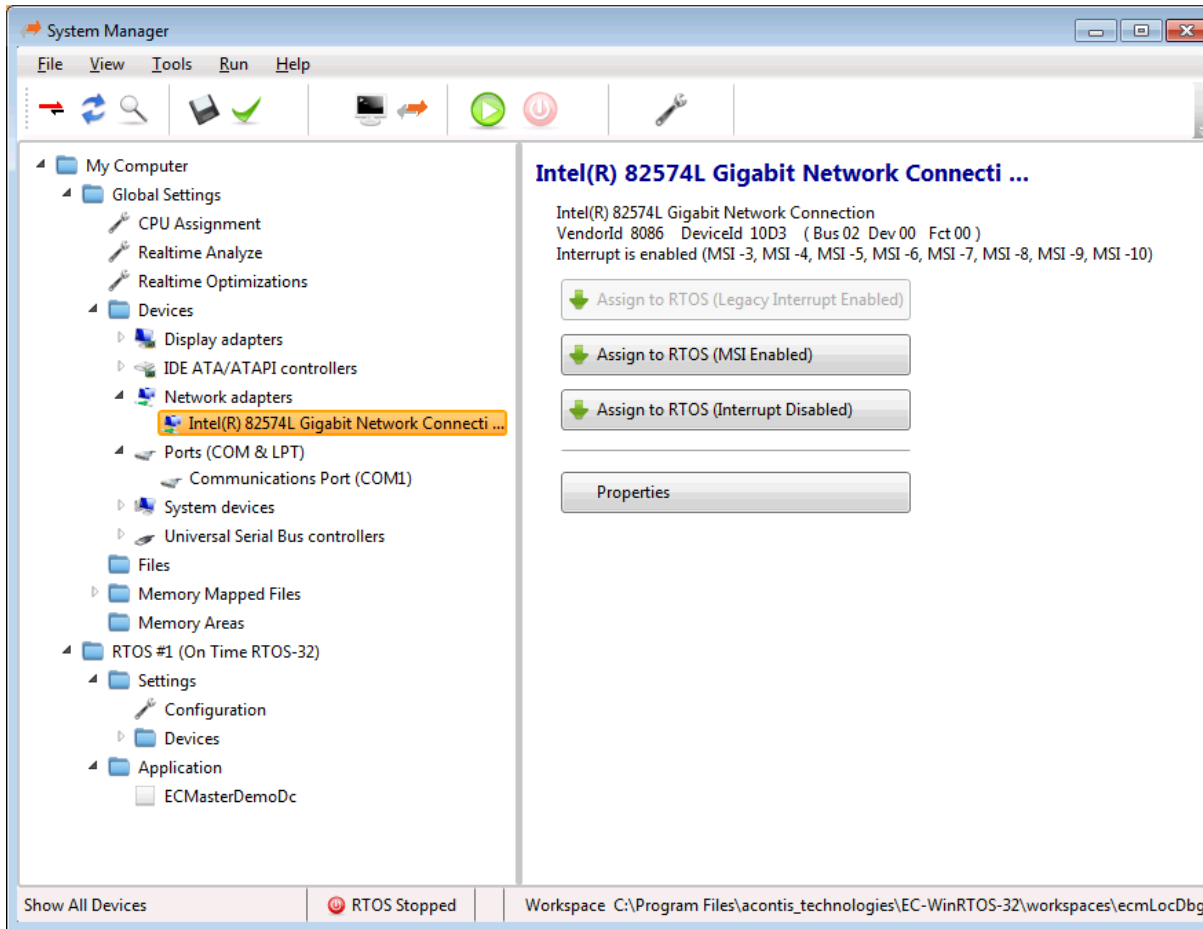 System Manager
File View Tools Run Help
My Computer
Global Settings
CPU Assignment
Realtime Analyze
Realtime Optimizations
Devices
Display adapters
IDE ATA/ATAPI controllers
Network adapters
Intel(R) 82574L Gigabit Network Connecti ...
Ports (COM & LPT)
Communications Port (COM1)
System devices
Universal Serial Bus controllers
Files
Memory Mapped Files
Memory Areas
RTOS #1 (On Time RTOS-32)
Settings
Configuration
Devices
Application
ECMasterDemoDc
Intel(R) 82574L Gigabit Network Connecti ...
Intel(R) 82574L Gigabit Network Connection
VendorId 8086 DeviceId 10D3 ( Bus 02 Dev 00 Fct 00 )
Interrupt is enabled (MSI -3, MSI -4, MSI -5, MSI -6, MSI -7, MSI -8, MSI -9, MSI -10)
Assign to RTOS (Legacy Interrupt Enabled)
Assign to RTOS (MSI Enabled)
Assign to RTOS (Interrupt Disabled)
Properties
Show All Devices
RTOS Stopped
Workspace C:\Program Files\acontis_technologies\EC-WinRTOS-32\workspaces\ecmLocDbg